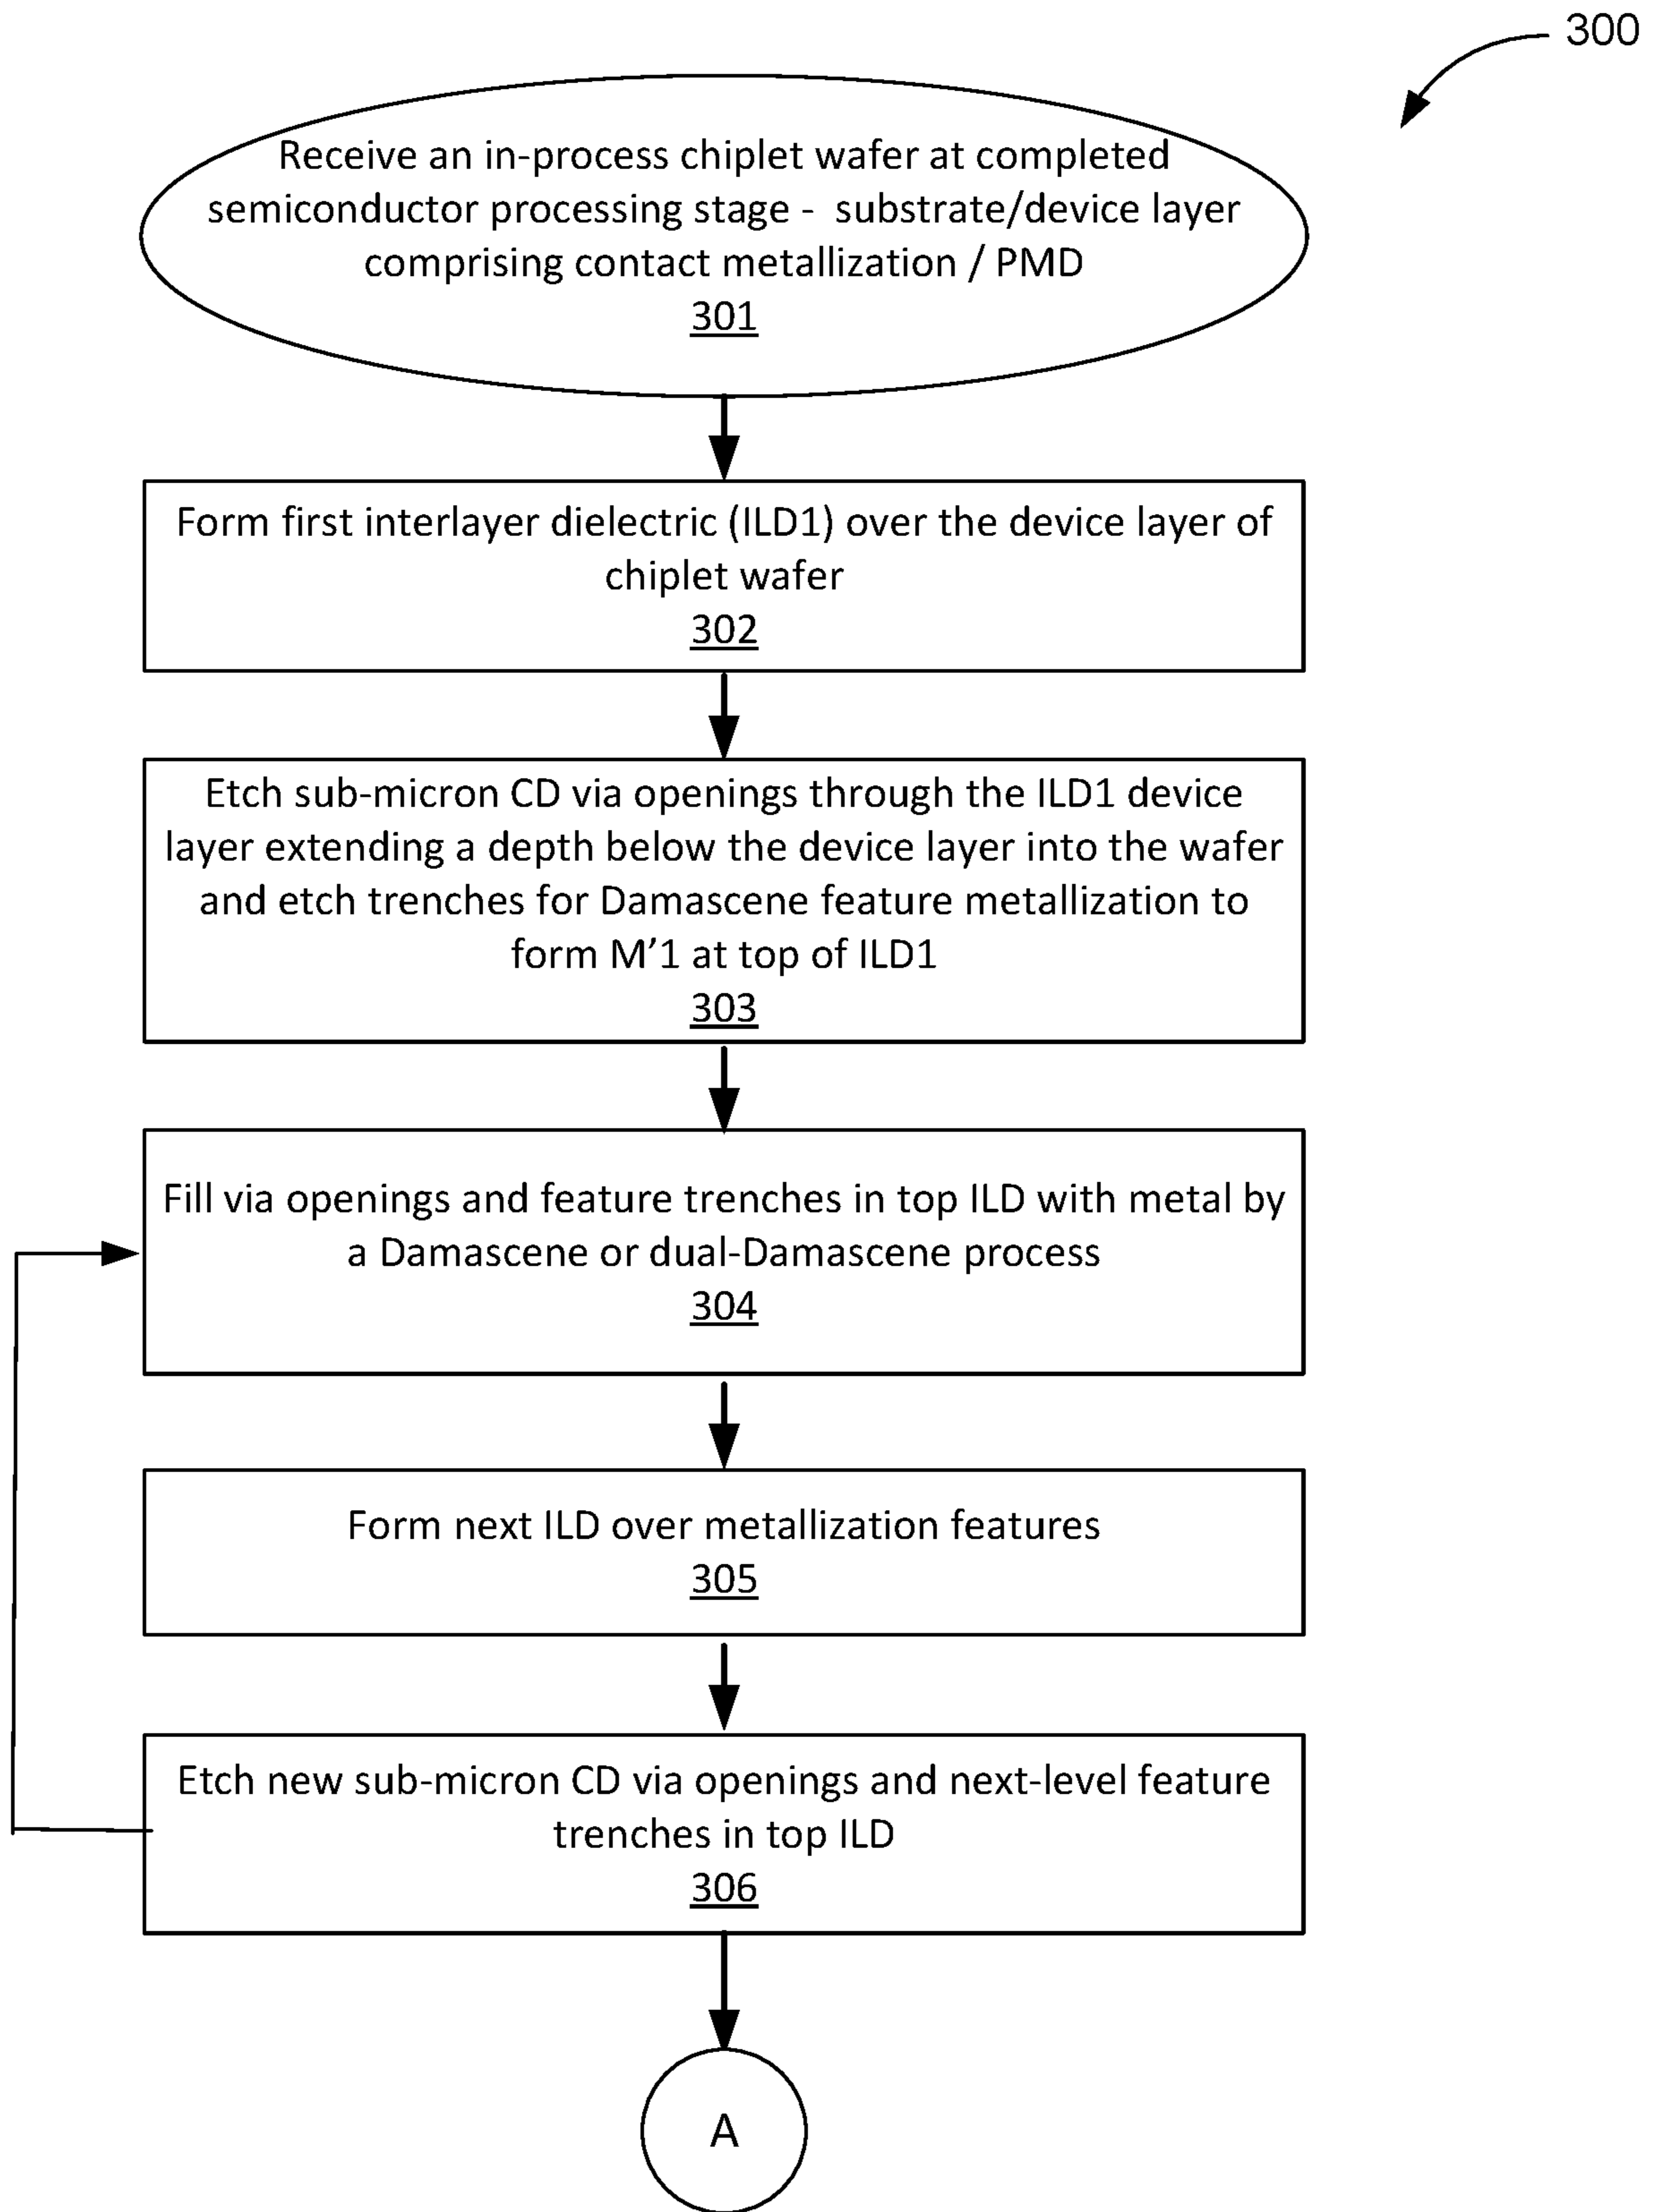 300
Receive an in-process chiplet wafer at completed
semiconductor processing stage - substrate/device layer
comprising contact metallization / PMD
301
Form first interlayer dielectric (ILD1) over the device layer of
chiplet wafer
302
Etch sub-micron CD via openings through the ILD1 device
layer extending a depth below the device layer into the wafer
and etch trenches for Damascene feature metallization to
form M'1 at top of ILD1
303
Fill via openings and feature trenches in top ILD with metal by
a Damascene or dual-Damascene process
304
Form next ILD over metallization features
305
Etch new sub-micron CD via openings and next-level feature
trenches in top ILD
306
A